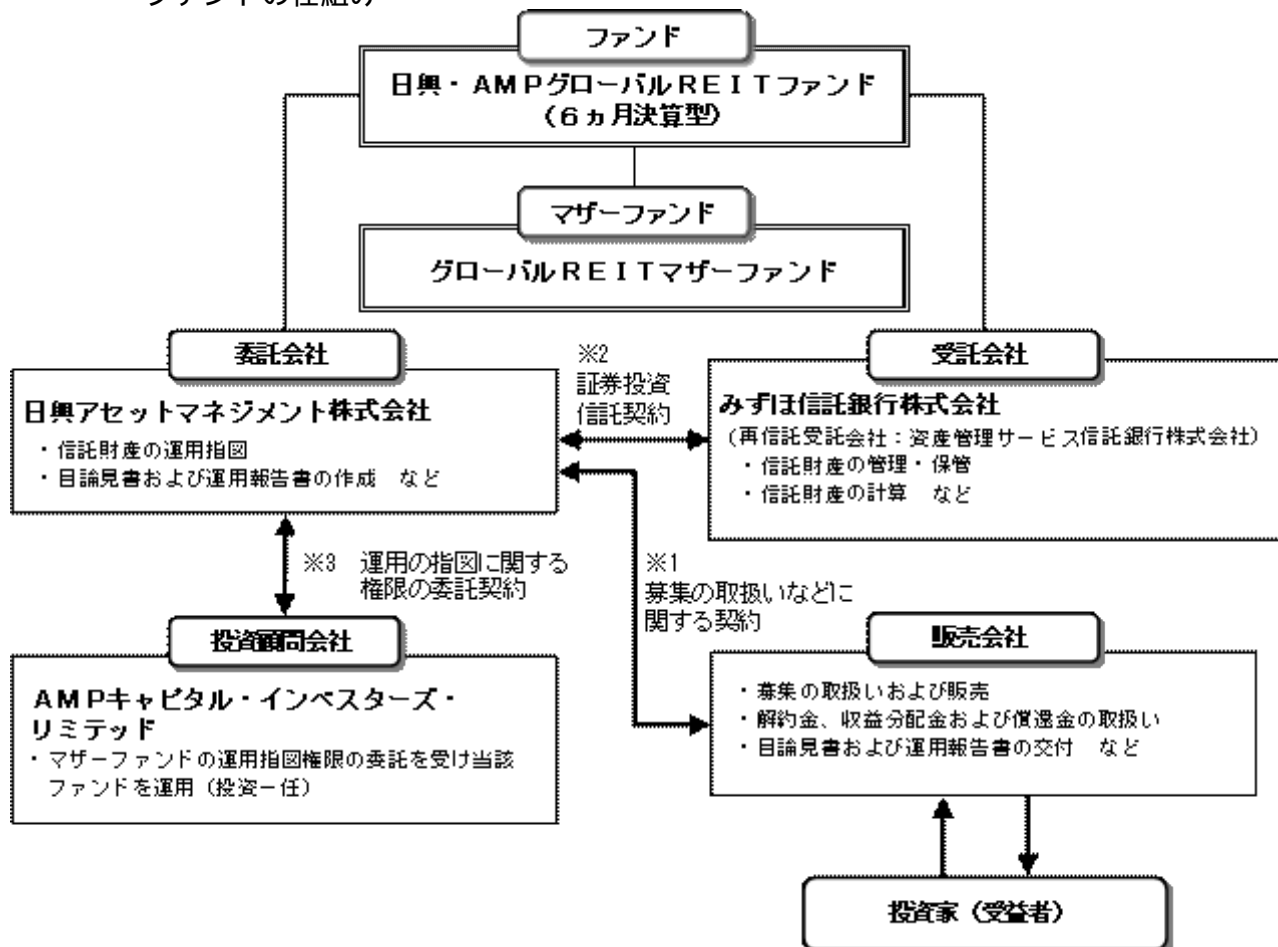 ファンドの仕組み
ファンド
日興・AMPグローバルREITファンド
(6ヵ月決算型)
マザーファンド
グローバルREITマザーファンド
委託会社
日興アセットマネジメント株式会社
・信託財産の運用指図
・目論見書および運用報告書の作成 など
※2
証券投資
信託契約
受託会社
みずほ信託銀行株式会社
(再信託受託会社:資産管理サービス信託銀行株式会社)
・信託財産の管理・保管
・信託財産の計算 など
※3 運用の指図に関する
権限の委託契約
※1
募集の取扱いなどに
関する契約
投資顧問会社
AMPキャピタル・インベスターズ・
リミテッド
・マザーファンドの運用指図権限の委託を受け当該
ファンドを運用(投資一任)
販売会社
・募集の取扱いおよび販売
・解約金、収益分配金および償還金の取扱い
・目論見書および運用報告書の交付 など
投資家(受益者)